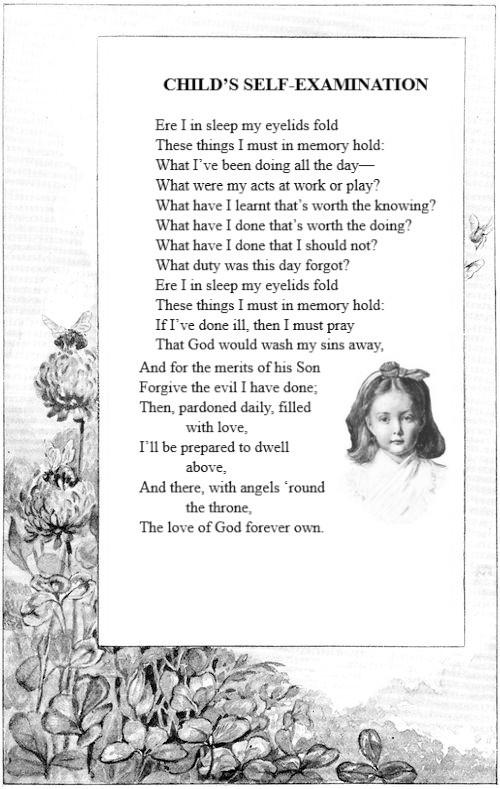 CHILD’S SELF-EXAMINATION
Ere I in sleep my eyelids fold
These things I must in memory hold:
What I’ve been doing all the day—
What were my acts at work or play?
What have I learnt that’s worth the knowing?
What have I done that’s worth the doing?
What have I done that I should not?
What duty was this day forgot?
Ere I in sleep my eyelids fold
These things I must in memory hold:
If I’ve done ill, then I must pray
That God would wash my sins away,
And for the merits of his Son
Forgive the evil I have done;
Then, pardoned daily, filled
with love,
I’ll be prepared to dwell
above,
And there, with angels ‘round
the throne,
The love of God forever own.